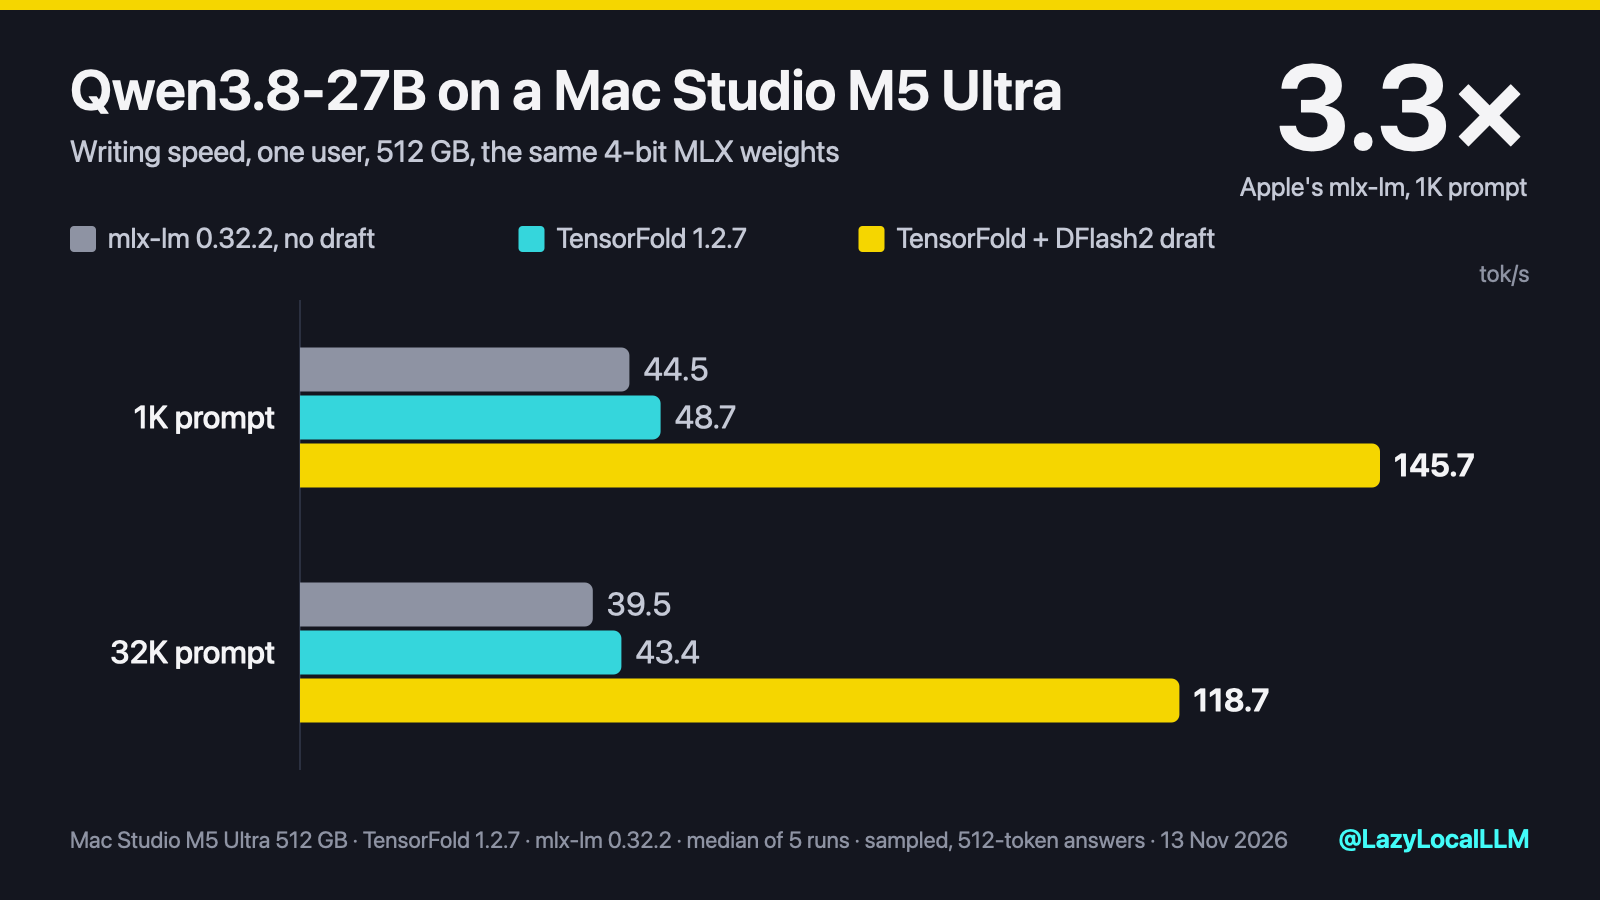 Qwen3.8-27B on a Mac Studio M5 Ultra
Writing speed, one user, 512 GB, the same 4-bit MLX weights
3.3×
Apple's mlx-lm, 1K prompt
mlx-lm 0.32.2, no draft
TensorFold 1.2.7
TensorFold + DFlash2 draft
tok/s
1K prompt
44.5
48.7
145.7
32K prompt
39.5
43.4
118.7
Mac Studio M5 Ultra 512 GB · TensorFold 1.2.7 · mlx-lm 0.32.2 · median of 5 runs · sampled, 512-token answers · 13 Nov 2026
@LazyLocalLLM